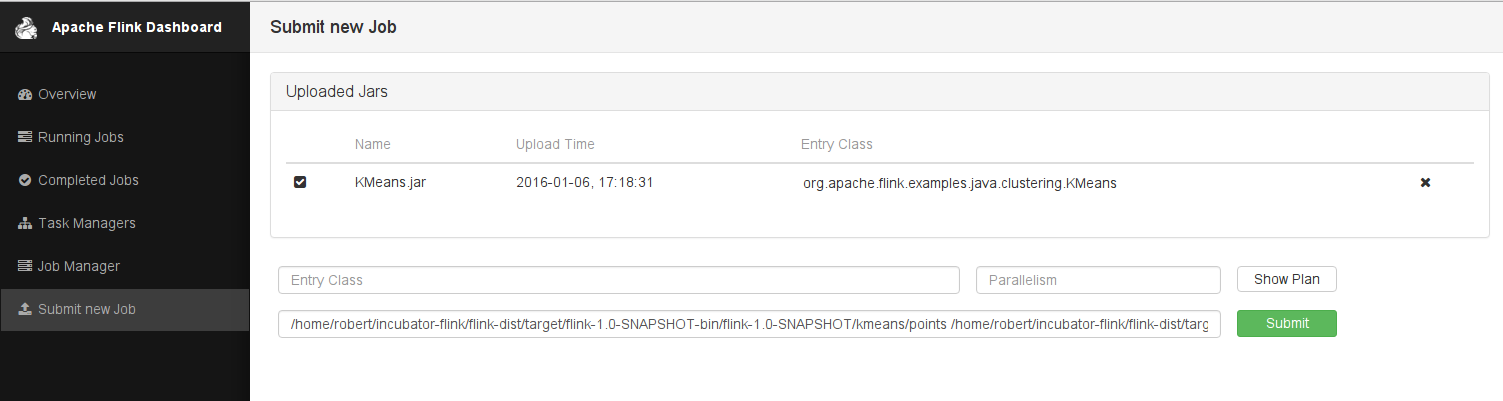 Apache Flink Dashboard
Submit new Job
Overview
Running Jobs
Completed Jobs
Task Managers
Job Manager
Submit new Job
Uploaded Jars
Name Upload Time Entry Class
KMeans.jar 2016-01-06, 17:18:31 org.apache.flink.examples.java.clustering.KMeans
Entry Class Parallelism Show Plan
/home/robert/incubator-flink/flink-dist/target/flink-1.0-SNAPSHOT-bin/flink-1.0-SNAPSHOT/kmeans/points /home/robert/incubator-flink/flink-dist/targ Submit